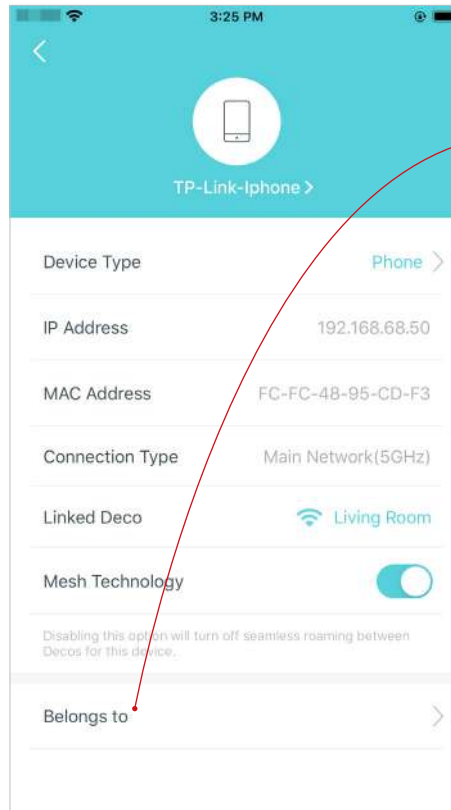 3:25 PM
TP-Link-Iphone >
Device Type Phone >
IP Address 192.168.68.50
MAC Address FC-FC-48-95-CD-F3
Connection Type Main Network(5GHz)
Linked Deco Living Room
Mesh Technology
Disabling this option will turn off seamless roaming between
Decos for this device.
Belongs to >